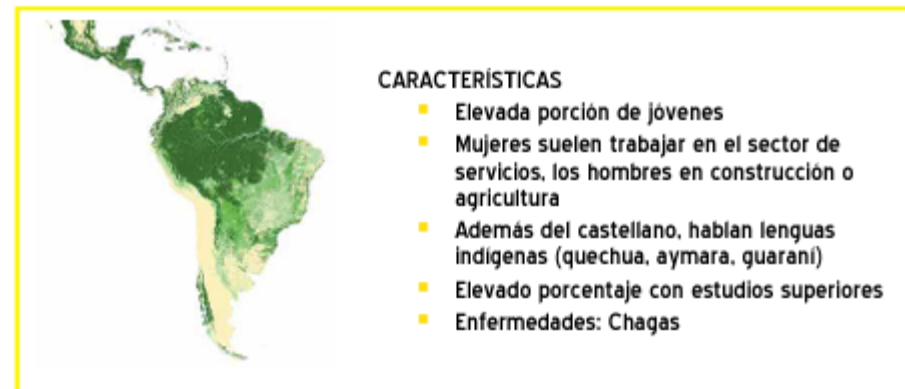 CARACTERÍSTICAS
Elevada porción de jóvenes
Mujeres suelen trabajar en el sector de
servicios, los hombres en construcción o
agricultura
Además del castellano, hablan lenguas
indígenas (quechua, aymara, guaraní)
Elevado porcentaje con estudios superiores
Enfermedades: Chagas